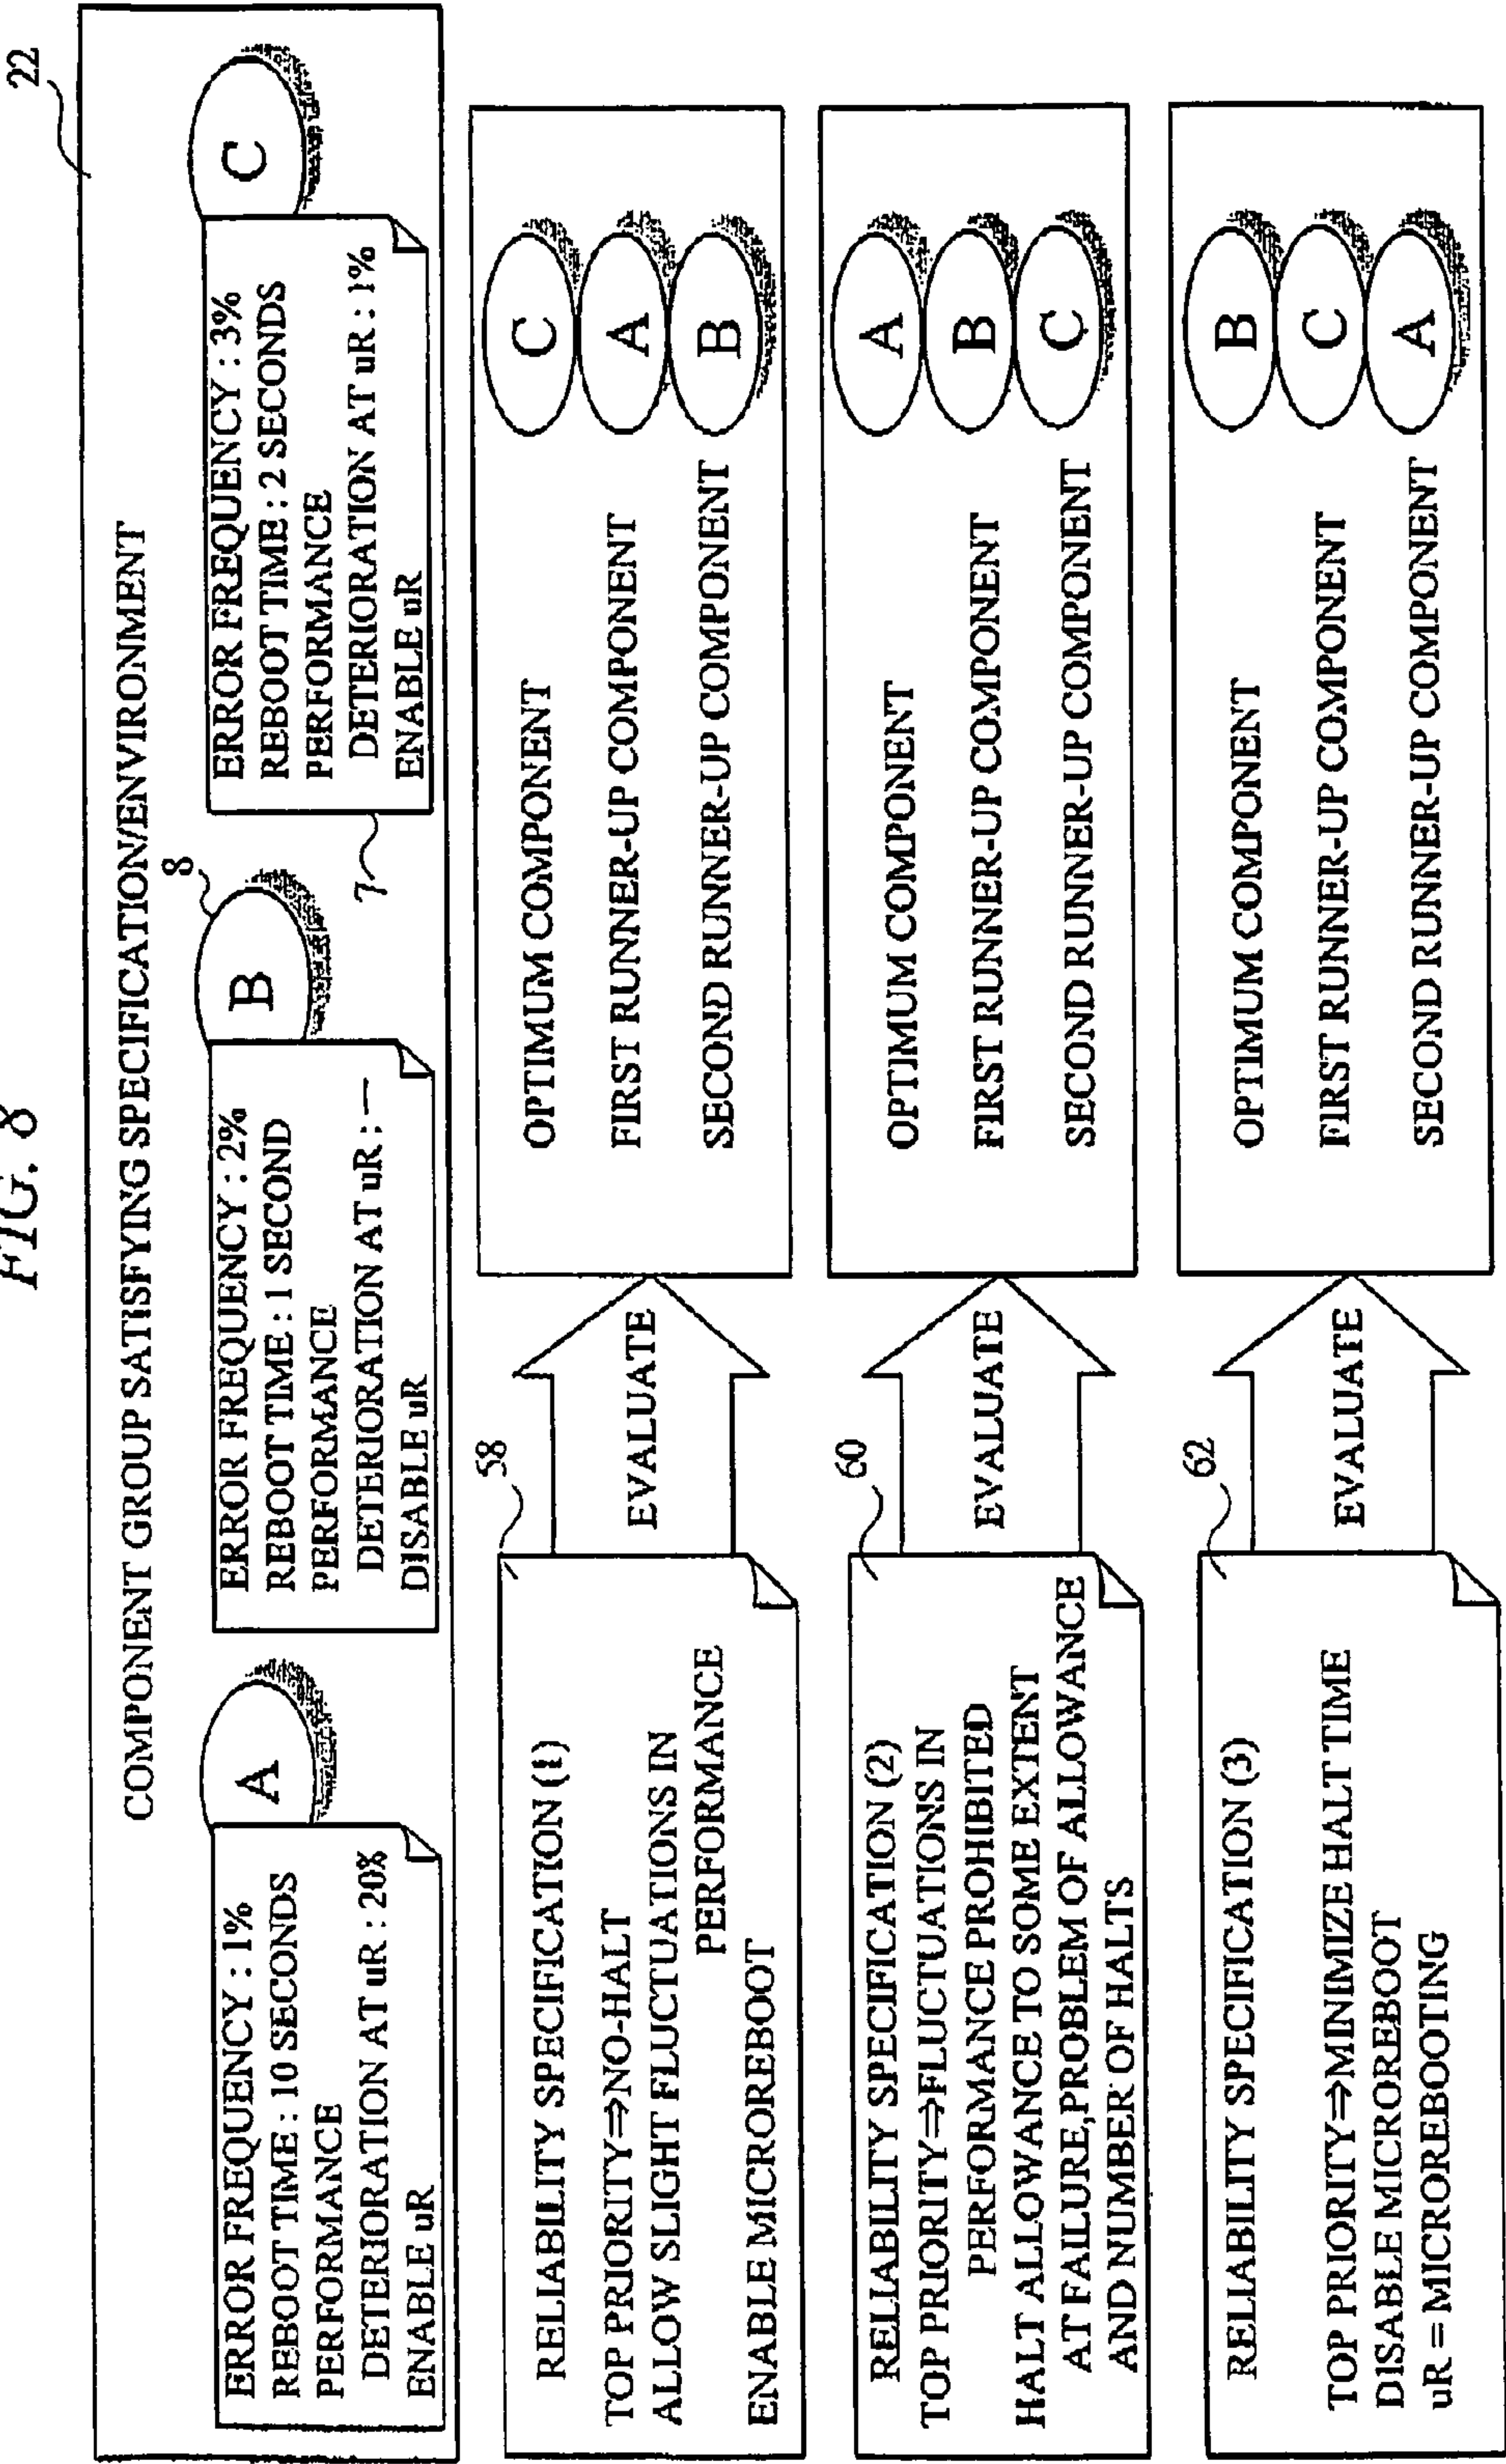 FIG. 8
22
COMPONENT GROUP SATISFYING SPECIFICATION/ENVIRONMENT
A
ERROR FREQUENCY : 1%
REBOOT TIME : 10 SECONDS
PERFORMANCE
DETERIORATION AT uR : 20%
ENABLE uR
8
B
ERROR FREQUENCY : 2%
REBOOT TIME : 1 SECOND
PERFORMANCE
DETERIORATION AT uR : —
DISABLE uR
C
ERROR FREQUENCY : 3%
REBOOT TIME : 2 SECONDS
PERFORMANCE
DETERIORATION AT uR : 1%
ENABLE uR
7
58
RELIABILITY SPECIFICATION (1)
TOP PRIORITY⇒NO-HALT
ALLOW SLIGHT FLUCTUATIONS IN
PERFORMANCE
ENABLE MICROREBOOT
EVALUATE
OPTIMUM COMPONENT C
FIRST RUNNER-UP COMPONENT A
SECOND RUNNER-UP COMPONENT B
60
RELIABILITY SPECIFICATION (2)
TOP PRIORITY⇒FLUCTUATIONS IN
PERFORMANCE PROHIBITED
HALT ALLOWANCE TO SOME EXTENT
AT FAILURE,PROBLEM OF ALLOWANCE
AND NUMBER OF HALTS
EVALUATE
OPTIMUM COMPONENT A
FIRST RUNNER-UP COMPONENT B
SECOND RUNNER-UP COMPONENT C
62
RELIABILITY SPECIFICATION (3)
TOP PRIORITY⇒MINIMIZE HALT TIME
DISABLE MICROREBOOT
uR = MICROREBOOTING
EVALUATE
OPTIMUM COMPONENT B
FIRST RUNNER-UP COMPONENT C
SECOND RUNNER-UP COMPONENT A